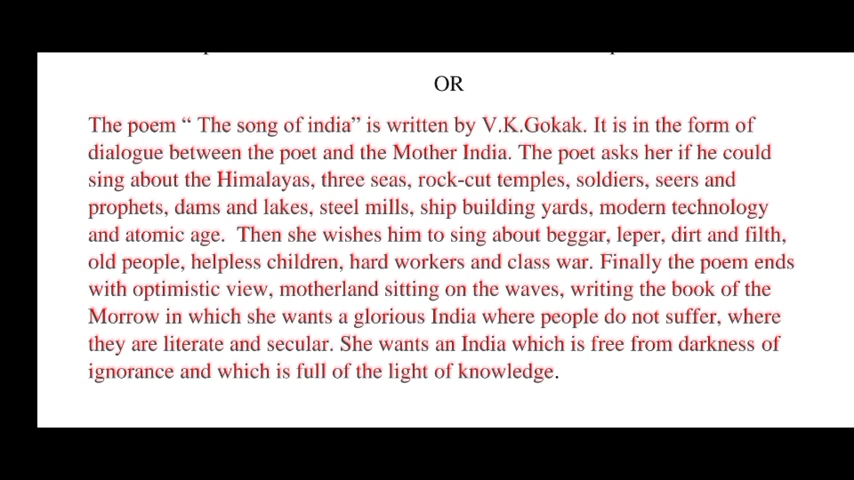 OR
The poem “ The song of india” is written by V.K.Gokak. It is in the form of
dialogue between the poet and the Mother India. The poet asks her if he could
sing about the Himalayas, three seas, rock-cut temples, soldiers, seers and
prophets, dams and lakes, steel mills, ship building yards, modern technology
and atomic age.  Then she wishes him to sing about beggar, leper, dirt and filth,
old people, helpless children, hard workers and class war. Finally the poem ends
with optimistic view, motherland sitting on the waves, writing the book of the
Morrow in which she wants a glorious India where people do not suffer, where
they are literate and secular. She wants an India which is free from darkness of
ignorance and which is full of the light of knowledge.